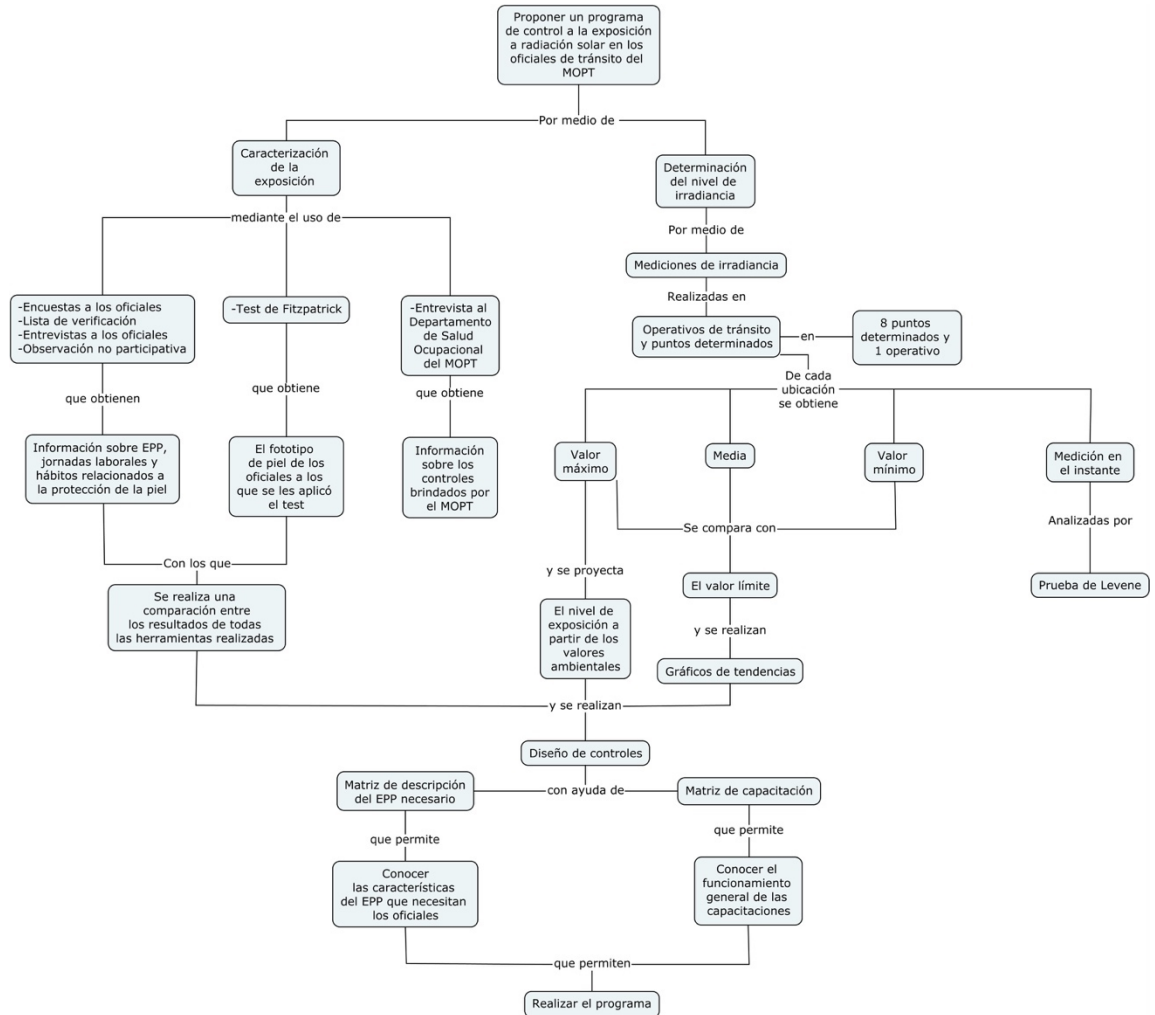 Proponer un programa
de control a la exposición
a radiación solar en los
oficiales de tránsito del
MOPT
Por medio de
Caracterización
de la
exposición
Determinación
del nivel de
irradiancia
mediante el uso de
Por medio de
-Encuestas a los oficiales
-Lista de verificación
-Entrevistas a los oficiales
-Observación no participativa
-Test de Fitzpatrick
-Entrevista al
Departamento
de Salud
Ocupacional
del MOPT
Mediciones de irradiancia
Realizadas en
Operativos de tránsito
y puntos determinados
en
8 puntos
determinados y
1 operativo
De cada
ubicación
se obtiene
que obtienen
que obtiene
que obtiene
Información sobre EPP,
jornadas laborales y
hábitos relacionados a
la protección de la piel
El fototipo
de piel de los
oficiales a los
que se les aplicó
el test
Información
sobre los
controles
brindados por
el MOPT
Valor
máximo
Media
Valor
mínimo
Medición en
el instante
Se compara con
Analizadas por
Con los que
y se proyecta
El valor límite
Prueba de Levene
Se realiza una
comparación entre
los resultados de todas
las herramientas realizadas
El nivel de
exposición a
partir de los
valores
ambientales
y se realizan
Gráficos de tendencias
y se realizan
Diseño de controles
con ayuda de
Matriz de descripción
del EPP necesario
Matriz de capacitación
que permite
que permite
Conocer
las características
del EPP que necesitan
los oficiales
Conocer el
funcionamiento
general de las
capacitaciones
que permiten
Realizar el programa